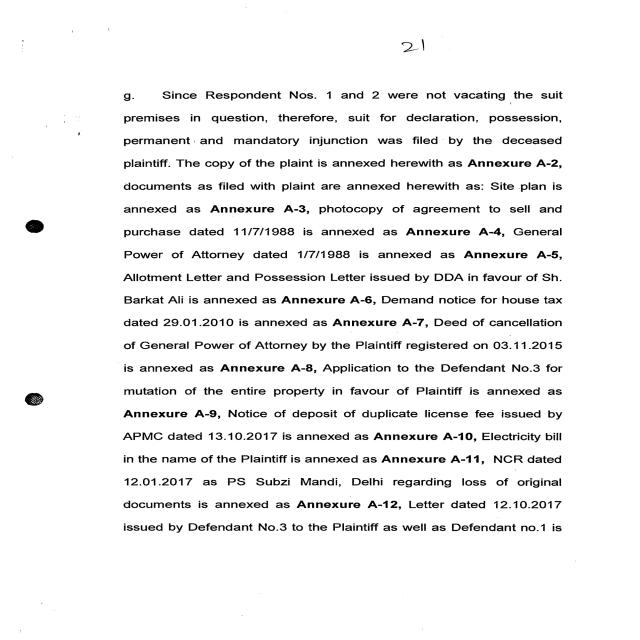 21
g. Since Respondent Nos. 1 and 2 were not vacating the suit
premises in question, therefore, suit for declaration, possession,
permanent and mandatory injunction was filed by the deceased
plaintiff. The copy of the plaint is annexed herewith as Annexure A-2,
documents as filed with plaint are annexed herewith as: Site plan is
annexed as Annexure A-3, photocopy of agreement to sell and
purchase dated 11/7/1988 is annexed as Annexure A-4, General
Power of Attorney dated 1/7/1988 is annexed as Annexure A-5,
Allotment Letter and Possession Letter issued by DDA in favour of Sh.
Barkat Ali is annexed as Annexure A-6, Demand notice for house tax
dated 29.01.2010 is annexed as Annexure A-7, Deed of cancellation
of General Power of Attorney by the Plaintiff registered on 03.11.2015
is annexed as Annexure A-8, Application to the Defendant No.3 for
mutation of the entire property in favour of Plaintiff is annexed as
Annexure A-9, Notice of deposit of duplicate license fee issued by
APMC dated 13.10.2017 is annexed as Annexure A-10, Electricity bill
in the name of the Plaintiff is annexed as Annexure A-11, NCR dated
12.01.2017 as PS Subzi Mandi, Delhi regarding loss of original
documents is annexed as Annexure A-12, Letter dated 12.10.2017
issued by Defendant No.3 to the Plaintiff as well as Defendant no.1 is